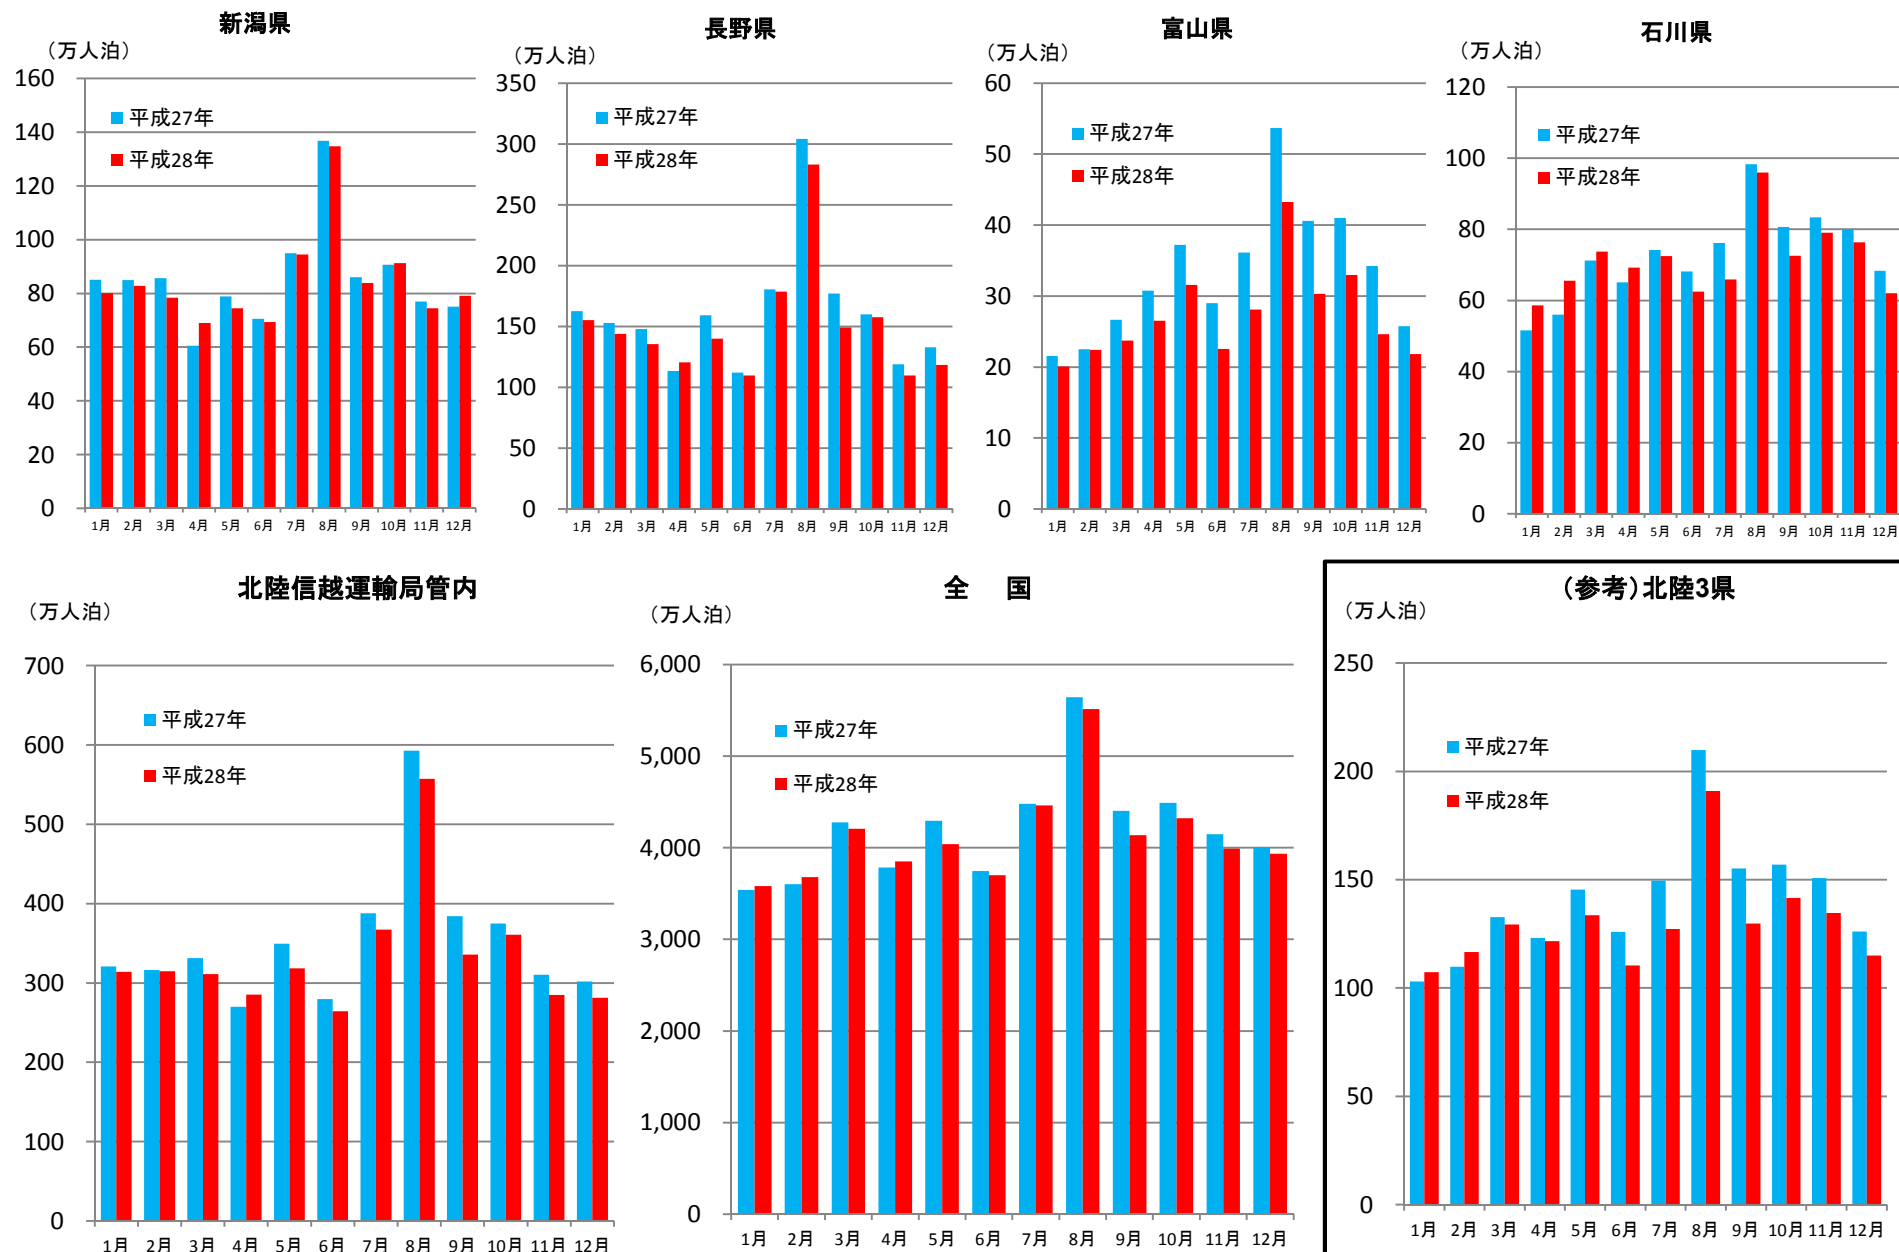 新潟県
（万人泊）
160
140
120
100
80
60
40
20
0
平成27年
平成28年
1月 2月 3月 4月 5月 6月 7月 8月 9月 10月 11月 12月
長野県
（万人泊）
350
300
250
200
150
100
50
0
平成27年
平成28年
1月 2月 3月 4月 5月 6月 7月 8月 9月 10月 11月 12月
富山県
（万人泊）
60
50
40
30
20
10
0
平成27年
平成28年
1月 2月 3月 4月 5月 6月 7月 8月 9月 10月 11月 12月
石川県
（万人泊）
120
100
80
60
40
20
0
平成27年
平成28年
1月 2月 3月 4月 5月 6月 7月 8月 9月 10月 11月 12月
北陸信越運輸局管内
（万人泊）
700
600
500
400
300
200
100
0
平成27年
平成28年
1月 2月 3月 4月 5月 6月 7月 8月 9月 10月 11月 12月
全 国
（万人泊）
6,000
5,000
4,000
3,000
2,000
1,000
0
平成27年
平成28年
1月 2月 3月 4月 5月 6月 7月 8月 9月 10月 11月 12月
（参考）北陸3県
（万人泊）
250
200
150
100
50
0
平成27年
平成28年
1月 2月 3月 4月 5月 6月 7月 8月 9月 10月 11月 12月